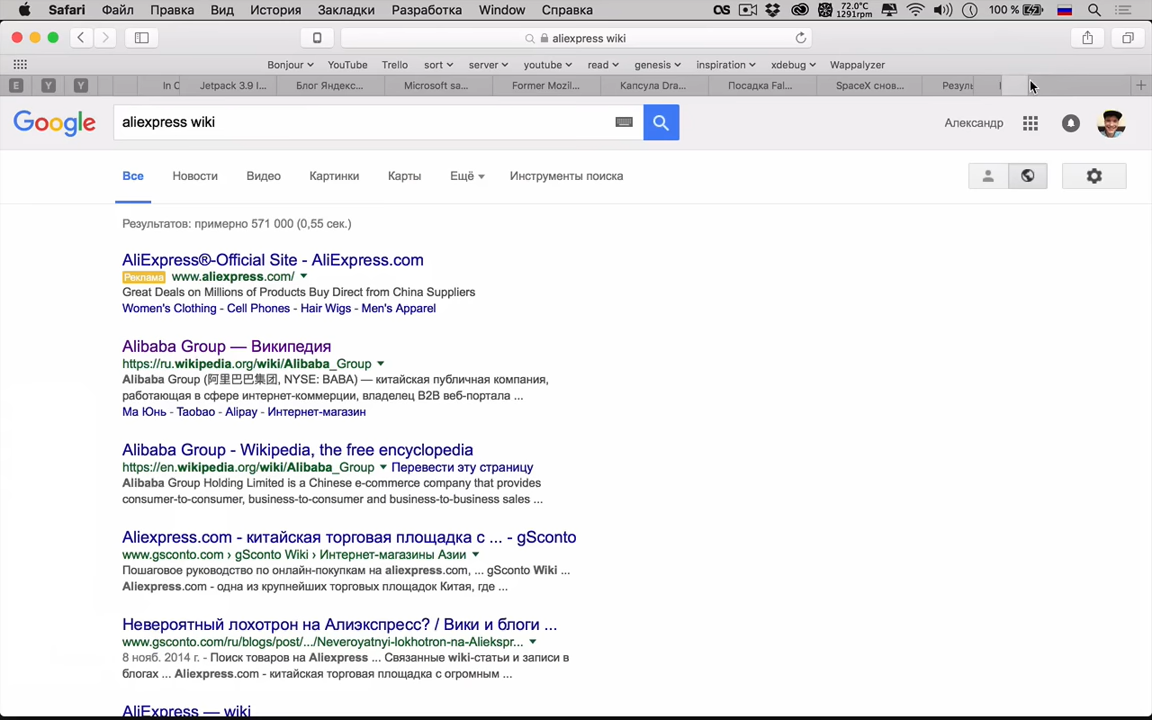 Safari Файл Правка Вид История Закладки Разработка Window Справка 72.0°C 1291rpm 100 %
aliexpress wiki
Bonjour YouTube Trello sort server youtube read genesis inspiration xdebug Wappalyzer
E Y Y In C Jetpack 3.9 I... Блог Яндекс... Microsoft sa... Former Mozil... Капсула Dra... Посадка Fal... SpaceX снов... Резуль
Google aliexpress wiki Александр
Все Новости Видео Картинки Карты Ещё Инструменты поиска
Результатов: примерно 571 000 (0,55 сек.)
AliExpress®-Official Site - AliExpress.com
Реклама www.aliexpress.com/
Great Deals on Millions of Products Buy Direct from China Suppliers
Women's Clothing - Cell Phones - Hair Wigs - Men's Apparel
Alibaba Group — Википедия
https://ru.wikipedia.org/wiki/Alibaba_Group
Alibaba Group (阿里巴巴集团, NYSE: BABA) — китайская публичная компания,
работающая в сфере интернет-коммерции, владелец B2B веб-портала ...
Ма Юнь - Taobao - Alipay - Интернет-магазин
Alibaba Group - Wikipedia, the free encyclopedia
https://en.wikipedia.org/wiki/Alibaba_Group Перевести эту страницу
Alibaba Group Holding Limited is a Chinese e-commerce company that provides
consumer-to-consumer, business-to-consumer and business-to-business sales ...
Aliexpress.com - китайская торговая площадка с ... - gSconto
www.gsconto.com › gSconto Wiki › Интернет-магазины Азии
Пошаговое руководство по онлайн-покупкам на aliexpress.com, ... gSconto Wiki ...
Aliexpress.com - одна из крупнейших торговых площадок Китая, где ...
Невероятный лохотрон на Алиэкспресс? / Вики и блоги ...
www.gsconto.com/ru/blogs/post/.../Neveroyatnyi-lokhotron-na-Aliekspr...
8 нояб. 2014 г. - Поиск товаров на Aliexpress ... Связанные wiki-статьи и записи в
блогах ... Aliexpress.com - китайская торговая площадка с огромным ...
AliExpress — wiki